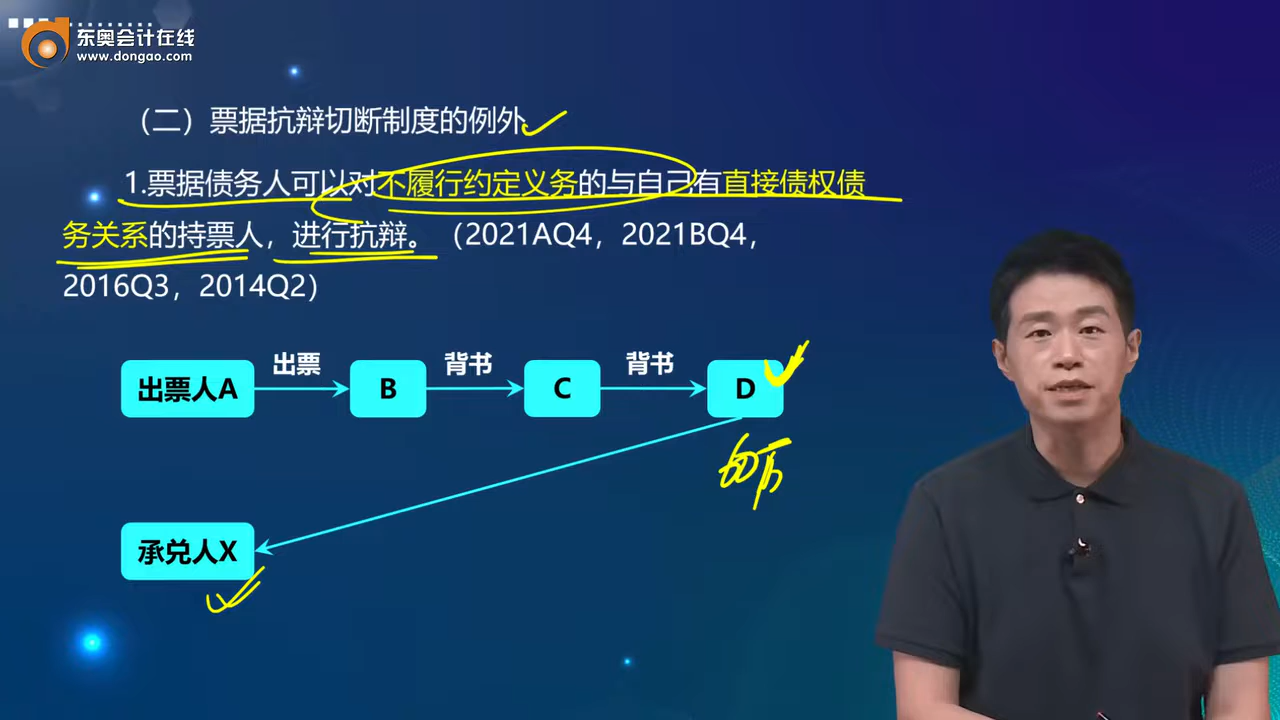 东奥会计在线
www.dongao.com
（二）票据抗辩切断制度的例外
1.票据债务人可以对不履行约定义务的与自己有直接债权债
务关系的持票人，进行抗辩。（2021AQ4，2021BQ4，
2016Q3，2014Q2）
出票人A
出票
B
背书
C
背书
D
承兑人X